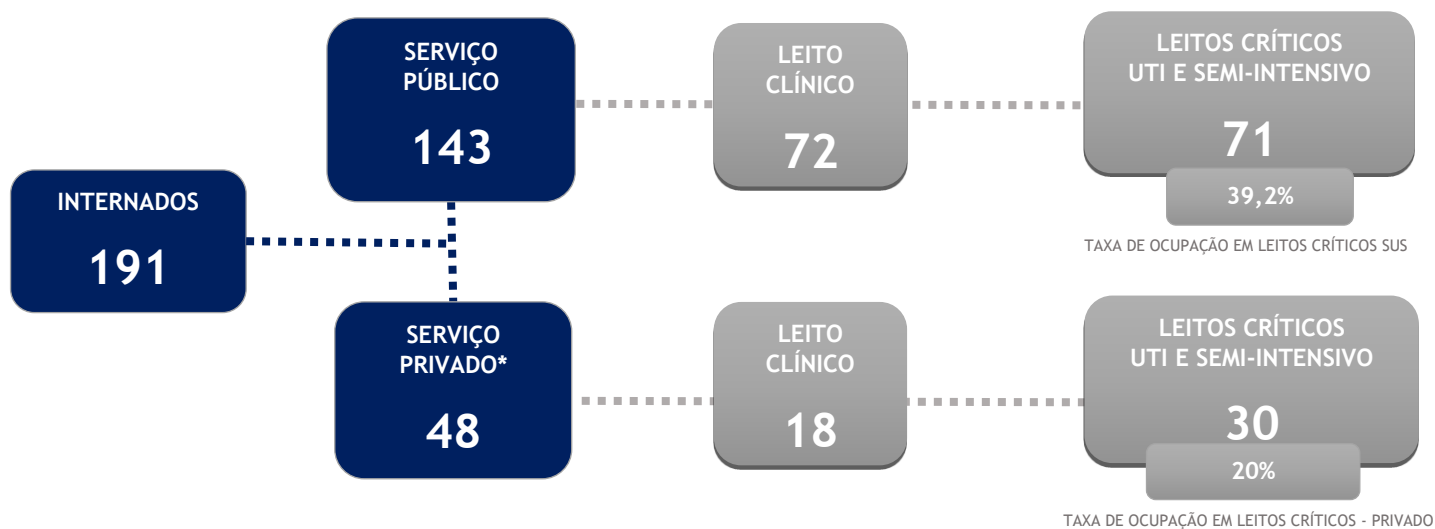 INTERNADOS
191
SERVIÇO
PÚBLICO
143
LEITO
CLÍNICO
72
LEITOS CRÍTICOS
UTI E SEMI-INTENSIVO
71
39,2%
TAXA DE OCUPAÇÃO EM LEITOS CRÍTICOS SUS
SERVIÇO
PRIVADO*
48
LEITO
CLÍNICO
18
LEITOS CRÍTICOS
UTI E SEMI-INTENSIVO
30
20%
TAXA DE OCUPAÇÃO EM LEITOS CRÍTICOS - PRIVADO